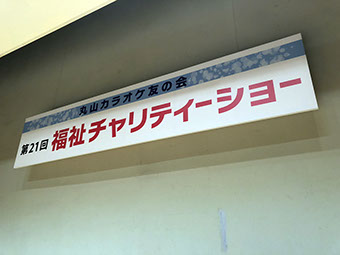 丸山カラオケ友の会
第21回 福祉チャリティーショー